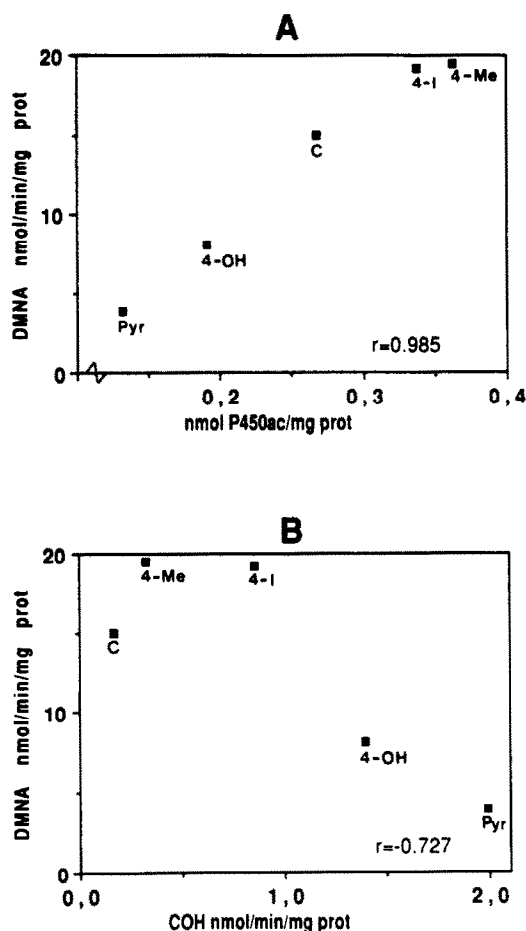 A
20
10
0
DMNA nmol/min/mg prot
4-I
4-Me
C
4-OH
Pyr
r=0.985
0,2
0,3
0,4
nmol P450ac/mg prot
B
20
10
0
DMNA nmol/min/mg prot
4-Me
4-I
C
4-OH
Pyr
r=-0.727
0,0
1,0
2,0
COH nmol/min/mg prot